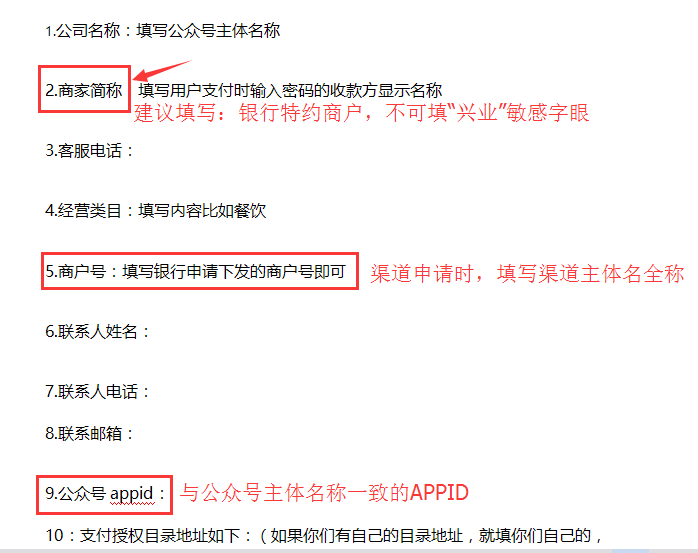 1.公司名称：填写公众号主体名称
2.商家简称 填写用户支付时输入密码的收款方显示名称
建议填写：银行特约商户，不可填“兴业”敏感字眼
3.客服电话：
4.经营类目：填写内容比如餐饮
5.商户号：填写银行申请下发的商户号即可 渠道申请时，填写渠道主体名全称
6.联系人姓名：
7.联系人电话：
8.联系邮箱：
9.公众号 appid： 与公众号主体名称一致的APPID
10：支付授权目录地址如下：（如果你们有自己的目录地址，就填你们自己的，